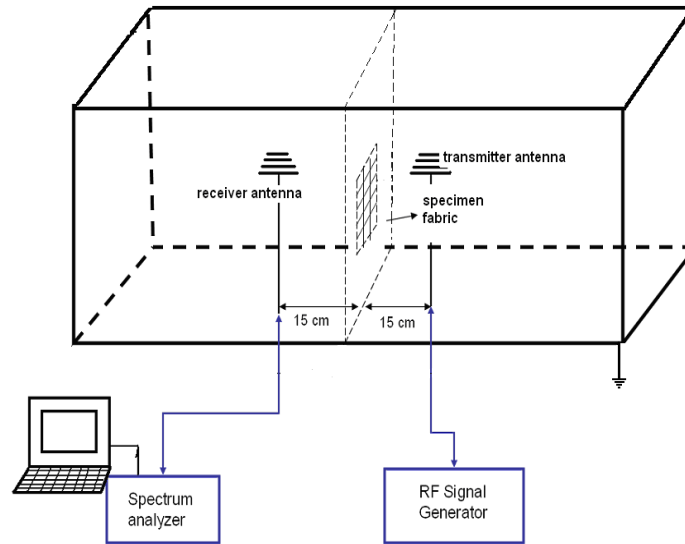 transmitter antenna
receiver antenna
specimen
fabric
15 cm
15 cm
Spectrum
analyzer
RF Signal
Generator